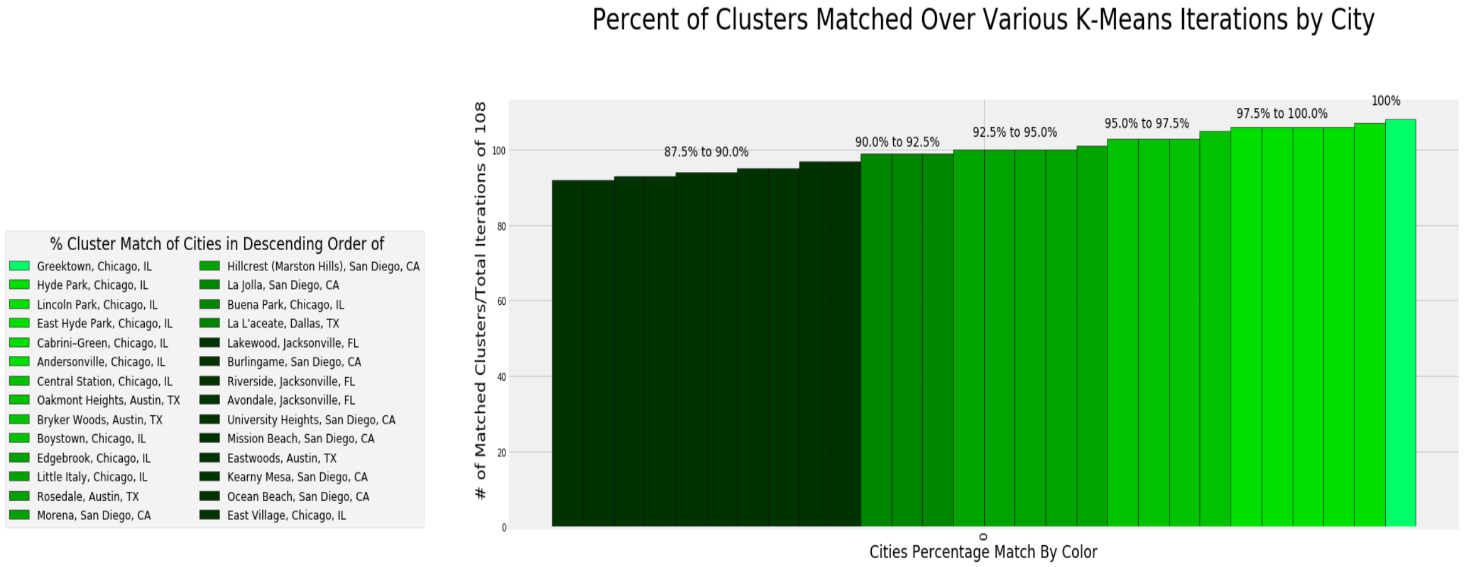 Percent of Clusters Matched Over Various K-Means Iterations by City
% Cluster Match of Cities in Descending Order of
Greektown, Chicago, IL
Hyde Park, Chicago, IL
Lincoln Park, Chicago, IL
East Hyde Park, Chicago, IL
Cabrini–Green, Chicago, IL
Andersonville, Chicago, IL
Central Station, Chicago, IL
Oakmont Heights, Austin, TX
Bryker Woods, Austin, TX
Boystown, Chicago, IL
Edgebrook, Chicago, IL
Little Italy, Chicago, IL
Rosedale, Austin, TX
Morena, San Diego, CA
Hillcrest (Marston Hills), San Diego, CA
La Jolla, San Diego, CA
Buena Park, Chicago, IL
La L'aceate, Dallas, TX
Lakewood, Jacksonville, FL
Burlingame, San Diego, CA
Riverside, Jacksonville, FL
Avondale, Jacksonville, FL
University Heights, San Diego, CA
Mission Beach, San Diego, CA
Eastwoods, Austin, TX
Kearny Mesa, San Diego, CA
Ocean Beach, San Diego, CA
East Village, Chicago, IL
# of Matched Clusters/Total Iterations of 108
100
80
60
40
20
0
87.5% to 90.0%
90.0% to 92.5%
92.5% to 95.0%
95.0% to 97.5%
97.5% to 100.0%
100%
0
Cities Percentage Match By Color